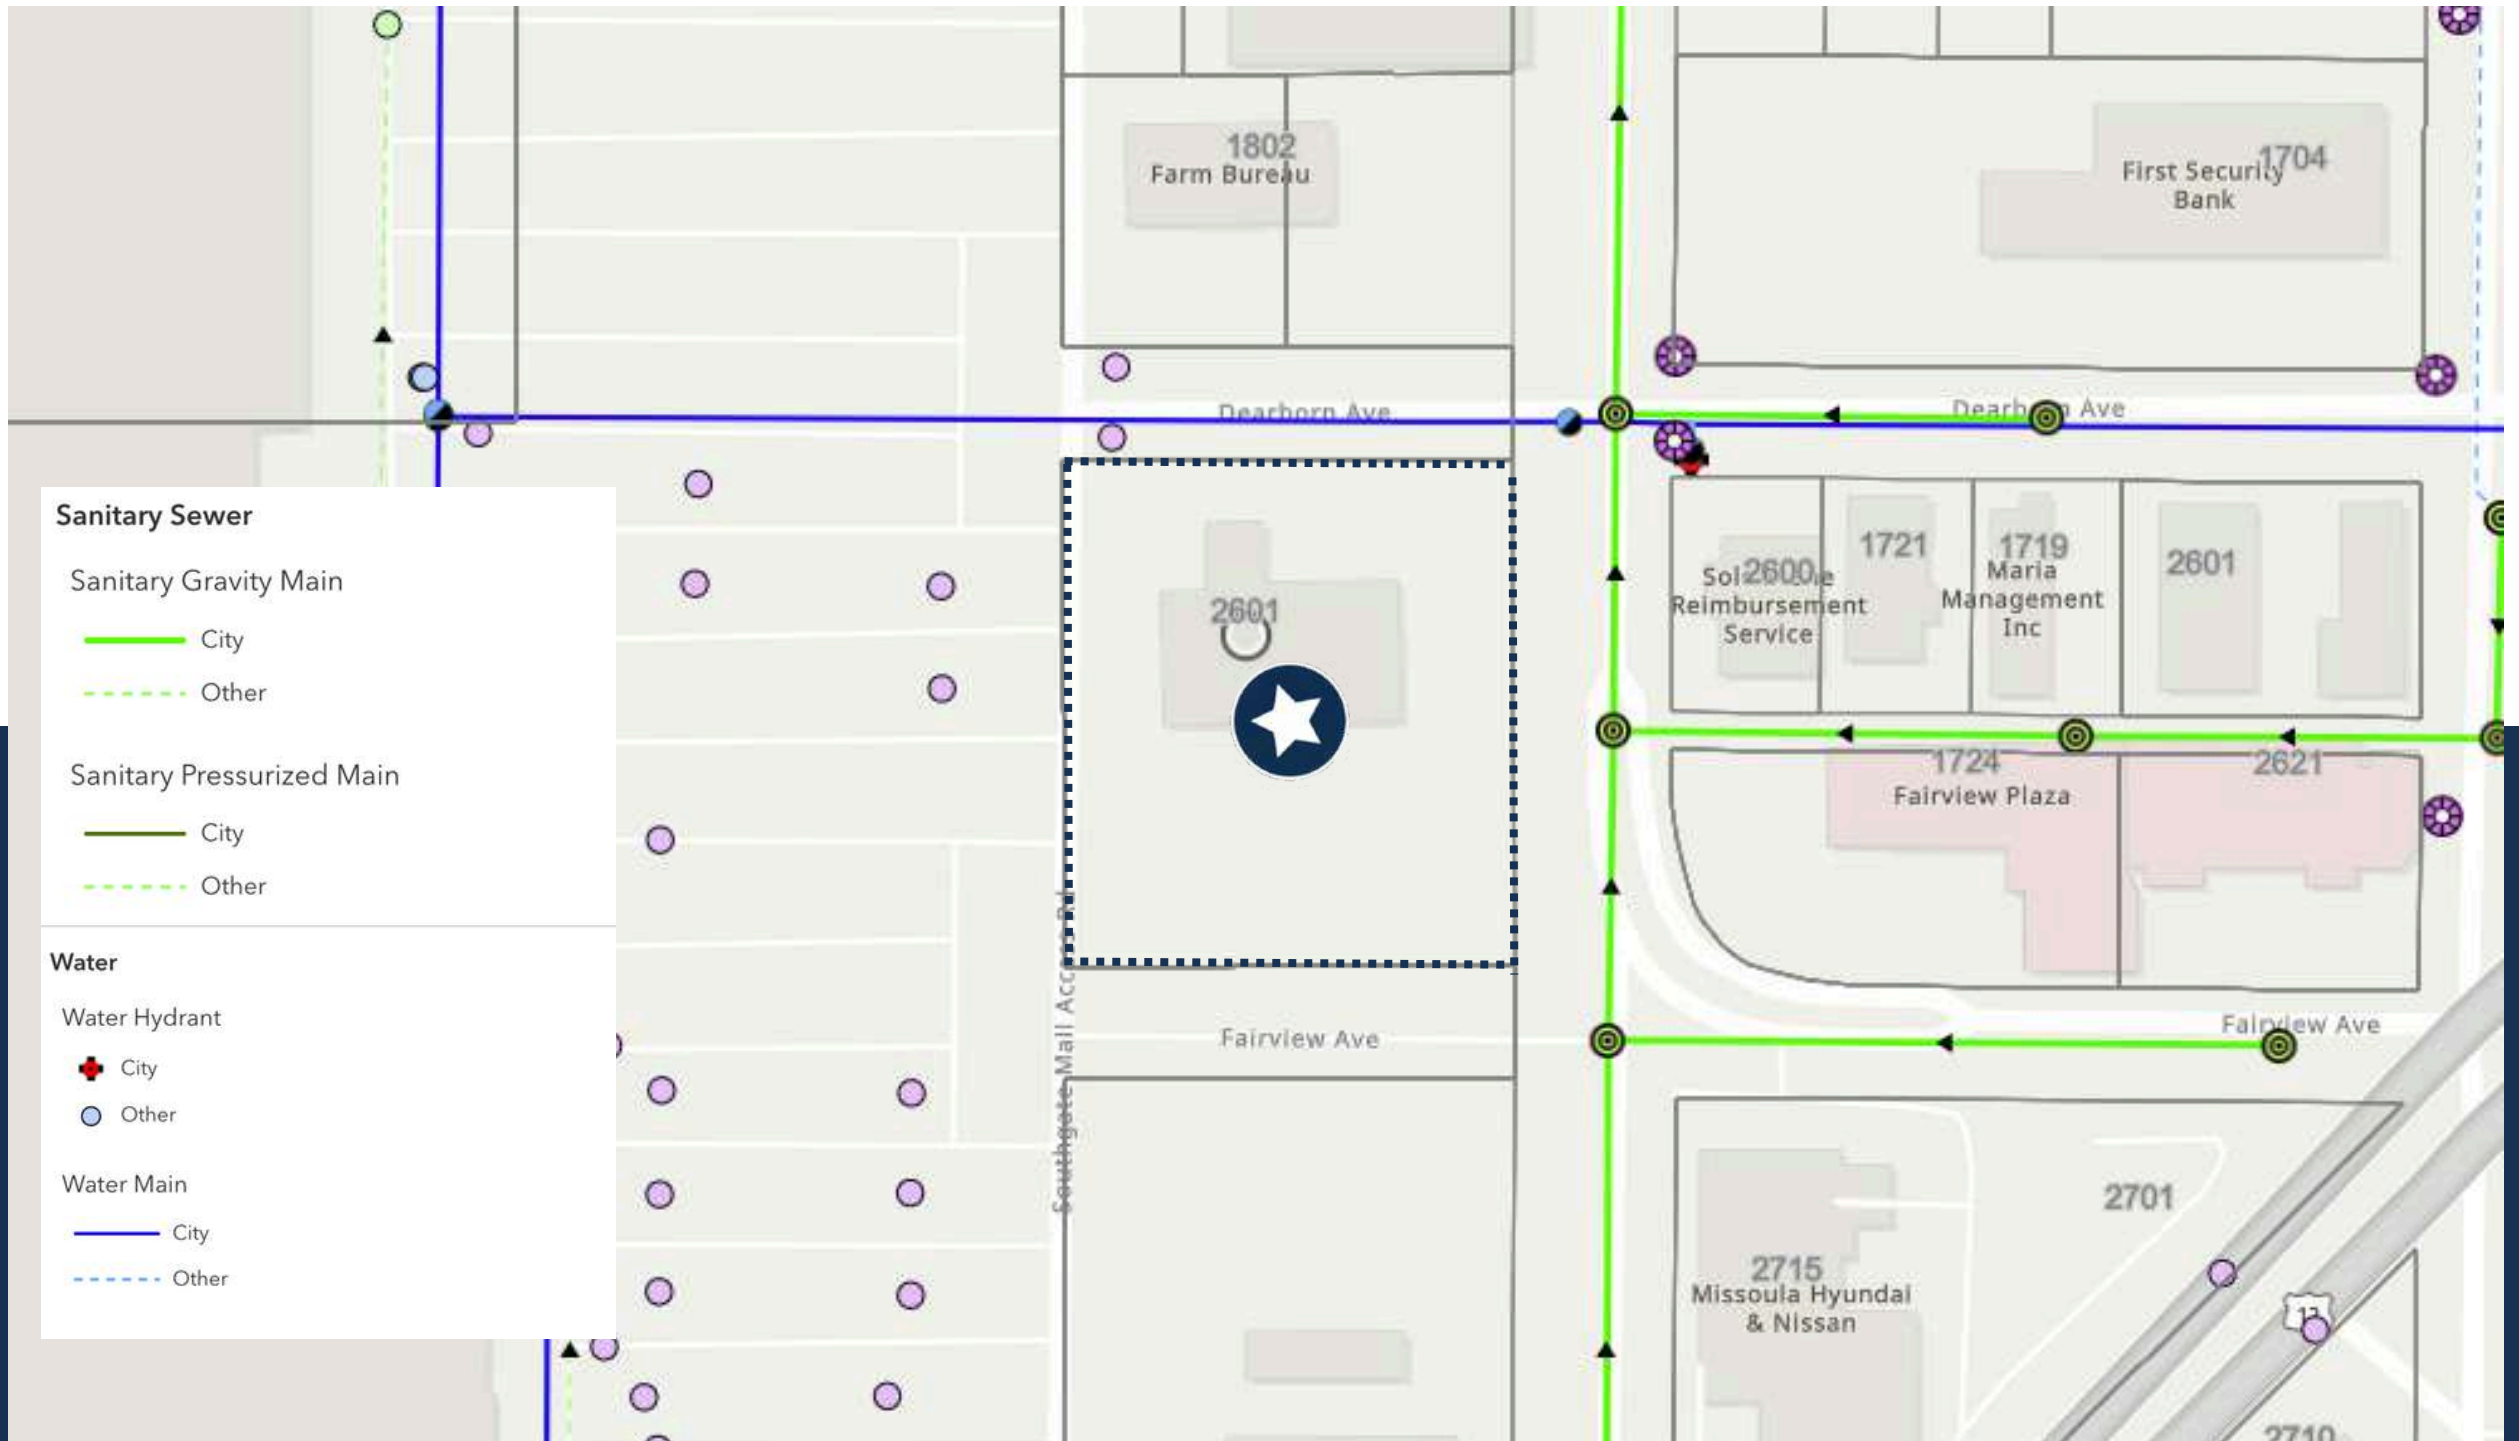 1802
Farm Bureau
1704
First Security
Bank
Dearborn Ave
Dearborn Ave
Sanitary Sewer
Sanitary Gravity Main
City
Other
Sanitary Pressurized Main
City
Other
Water
Water Hydrant
City
Other
Water Main
City
Other
2601
2600
Reimbursement
Service
1721
1719
Maria
Management
Inc
2601
1724
Fairview Plaza
2621
Southgate Mall Access Rd
Fairview Ave
Fairview Ave
2701
2715
Missoula Hyundai
& Nissan
12
2710